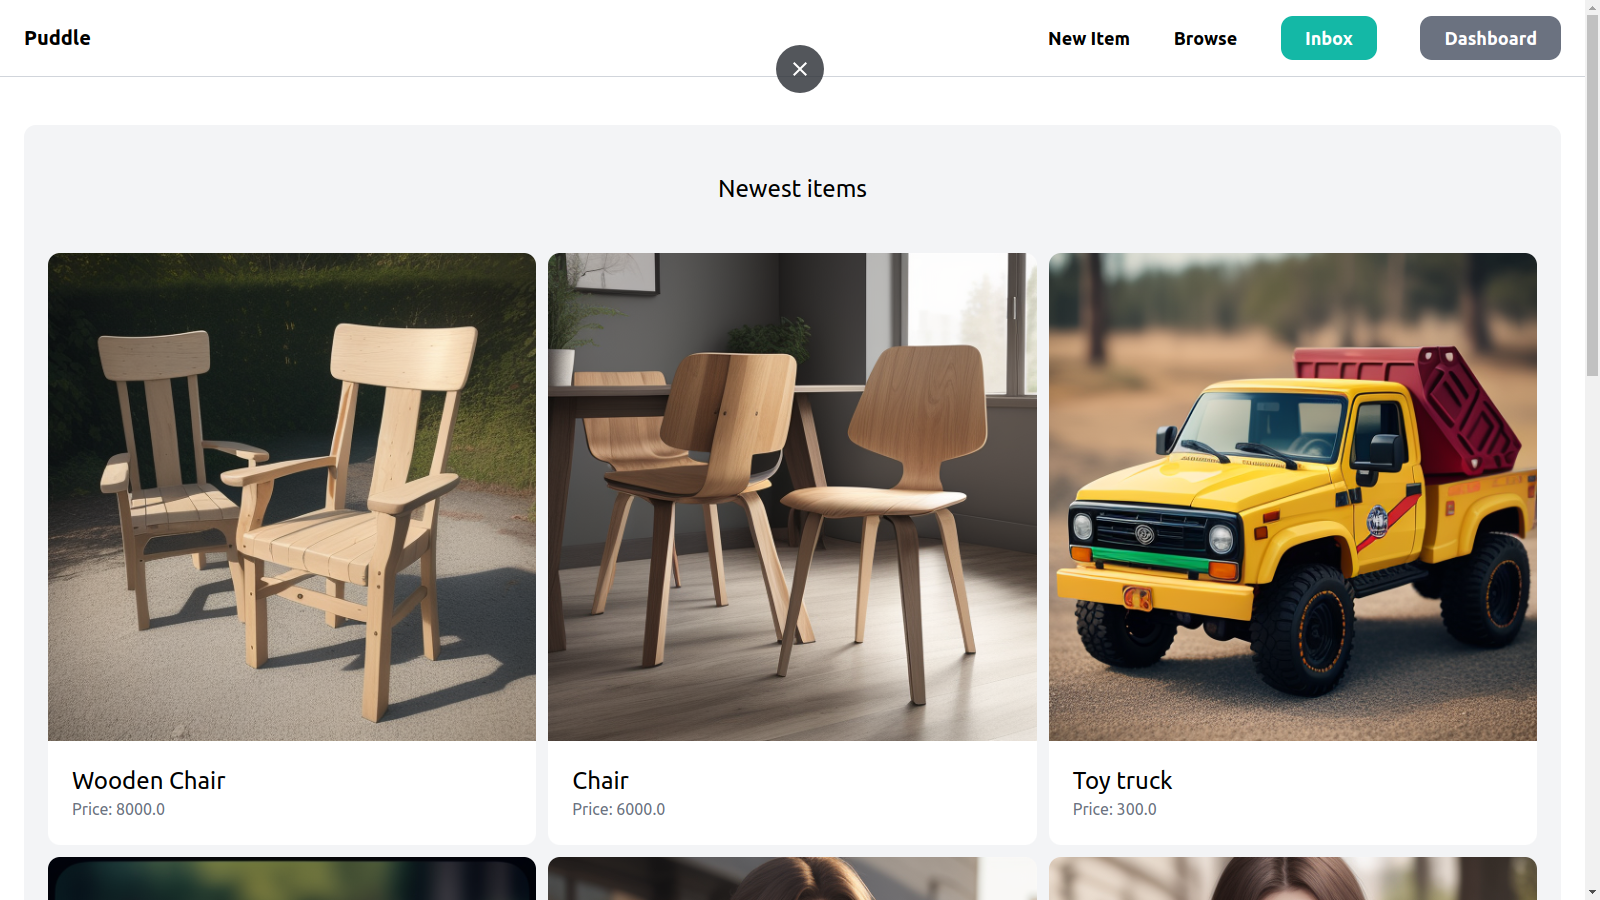 Puddle
New Item
Browse
Inbox
Dashboard
Newest items
Wooden Chair
Price: 8000.0
Chair
Price: 6000.0
Toy truck
Price: 300.0